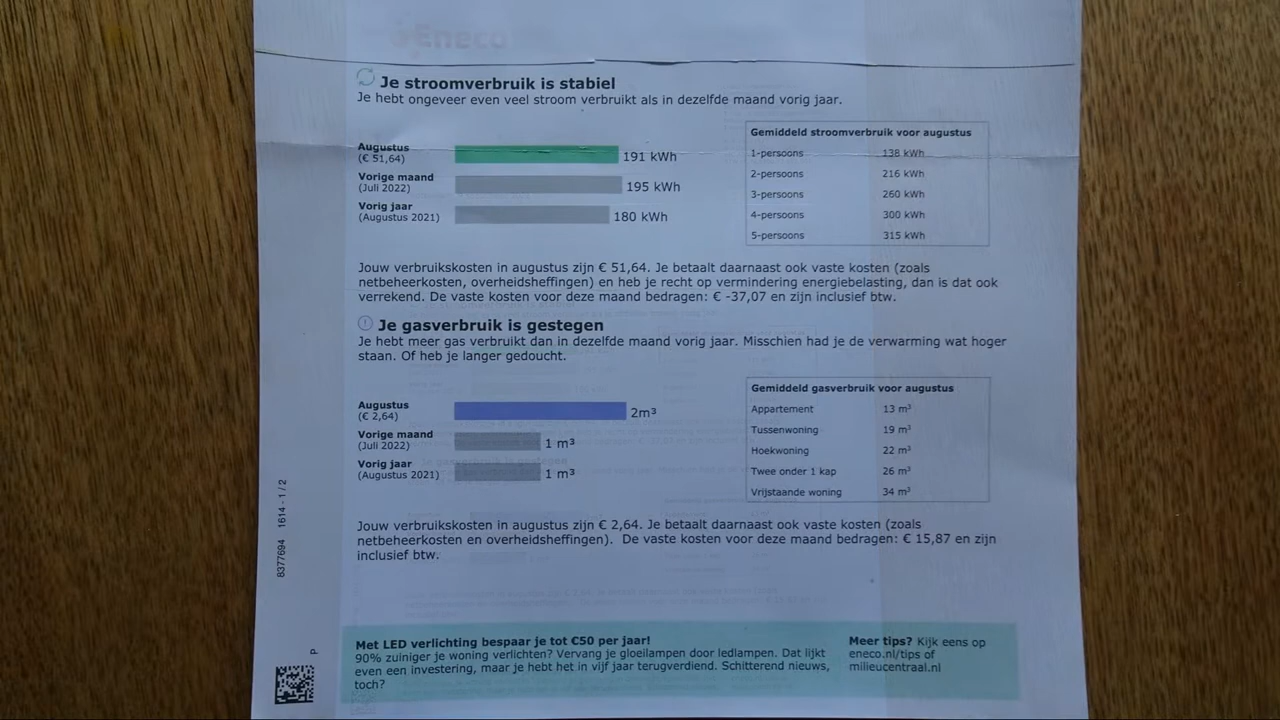 Eneco
Je stroomverbruik is stabiel
Je hebt ongeveer even veel stroom verbruikt als in dezelfde maand vorig jaar.
Augustus
(€ 51,64)
191 kWh
Vorige maand
(Juli 2022)
195 kWh
Vorig jaar
(Augustus 2021)
180 kWh
Gemiddeld stroomverbruik voor augustus
1-persoons 138 kWh
2-persoons 216 kWh
3-persoons 260 kWh
4-persoons 300 kWh
5-persoons 315 kWh
Jouw verbruikskosten in augustus zijn € 51,64. Je betaalt daarnaast ook vaste kosten (zoals
netbeheerkosten, overheidsheffingen) en heb je recht op vermindering energiebelasting, dan is dat ook
verrekend. De vaste kosten voor deze maand bedragen: € -37,07 en zijn inclusief btw.
Je gasverbruik is gestegen
Je hebt meer gas verbruikt dan in dezelfde maand vorig jaar. Misschien had je de verwarming wat hoger
staan. Of heb je langer gedoucht.
Augustus
(€ 2,64)
2m³
Vorige maand
(Juli 2022)
1 m³
Vorig jaar
(Augustus 2021)
1 m³
Gemiddeld gasverbruik voor augustus
Appartement 13 m³
Tussenwoning 19 m³
Hoekwoning 22 m³
Twee onder 1 kap 26 m³
Vrijstaande woning 34 m³
Jouw verbruikskosten in augustus zijn € 2,64. Je betaalt daarnaast ook vaste kosten (zoals
netbeheerkosten en overheidsheffingen). De vaste kosten voor deze maand bedragen: € 15,87 en zijn
inclusief btw.
8377694 1614 - 1 / 2
P
Met LED verlichting bespaar je tot €50 per jaar!
90% zuiniger je woning verlichten? Vervang je gloeilampen door ledlampen. Dat lijkt
even een investering, maar je hebt het in vijf jaar terugverdiend. Schitterend nieuws,
toch?
Meer tips? Kijk eens op
eneco.nl/tips of
milieucentraal.nl